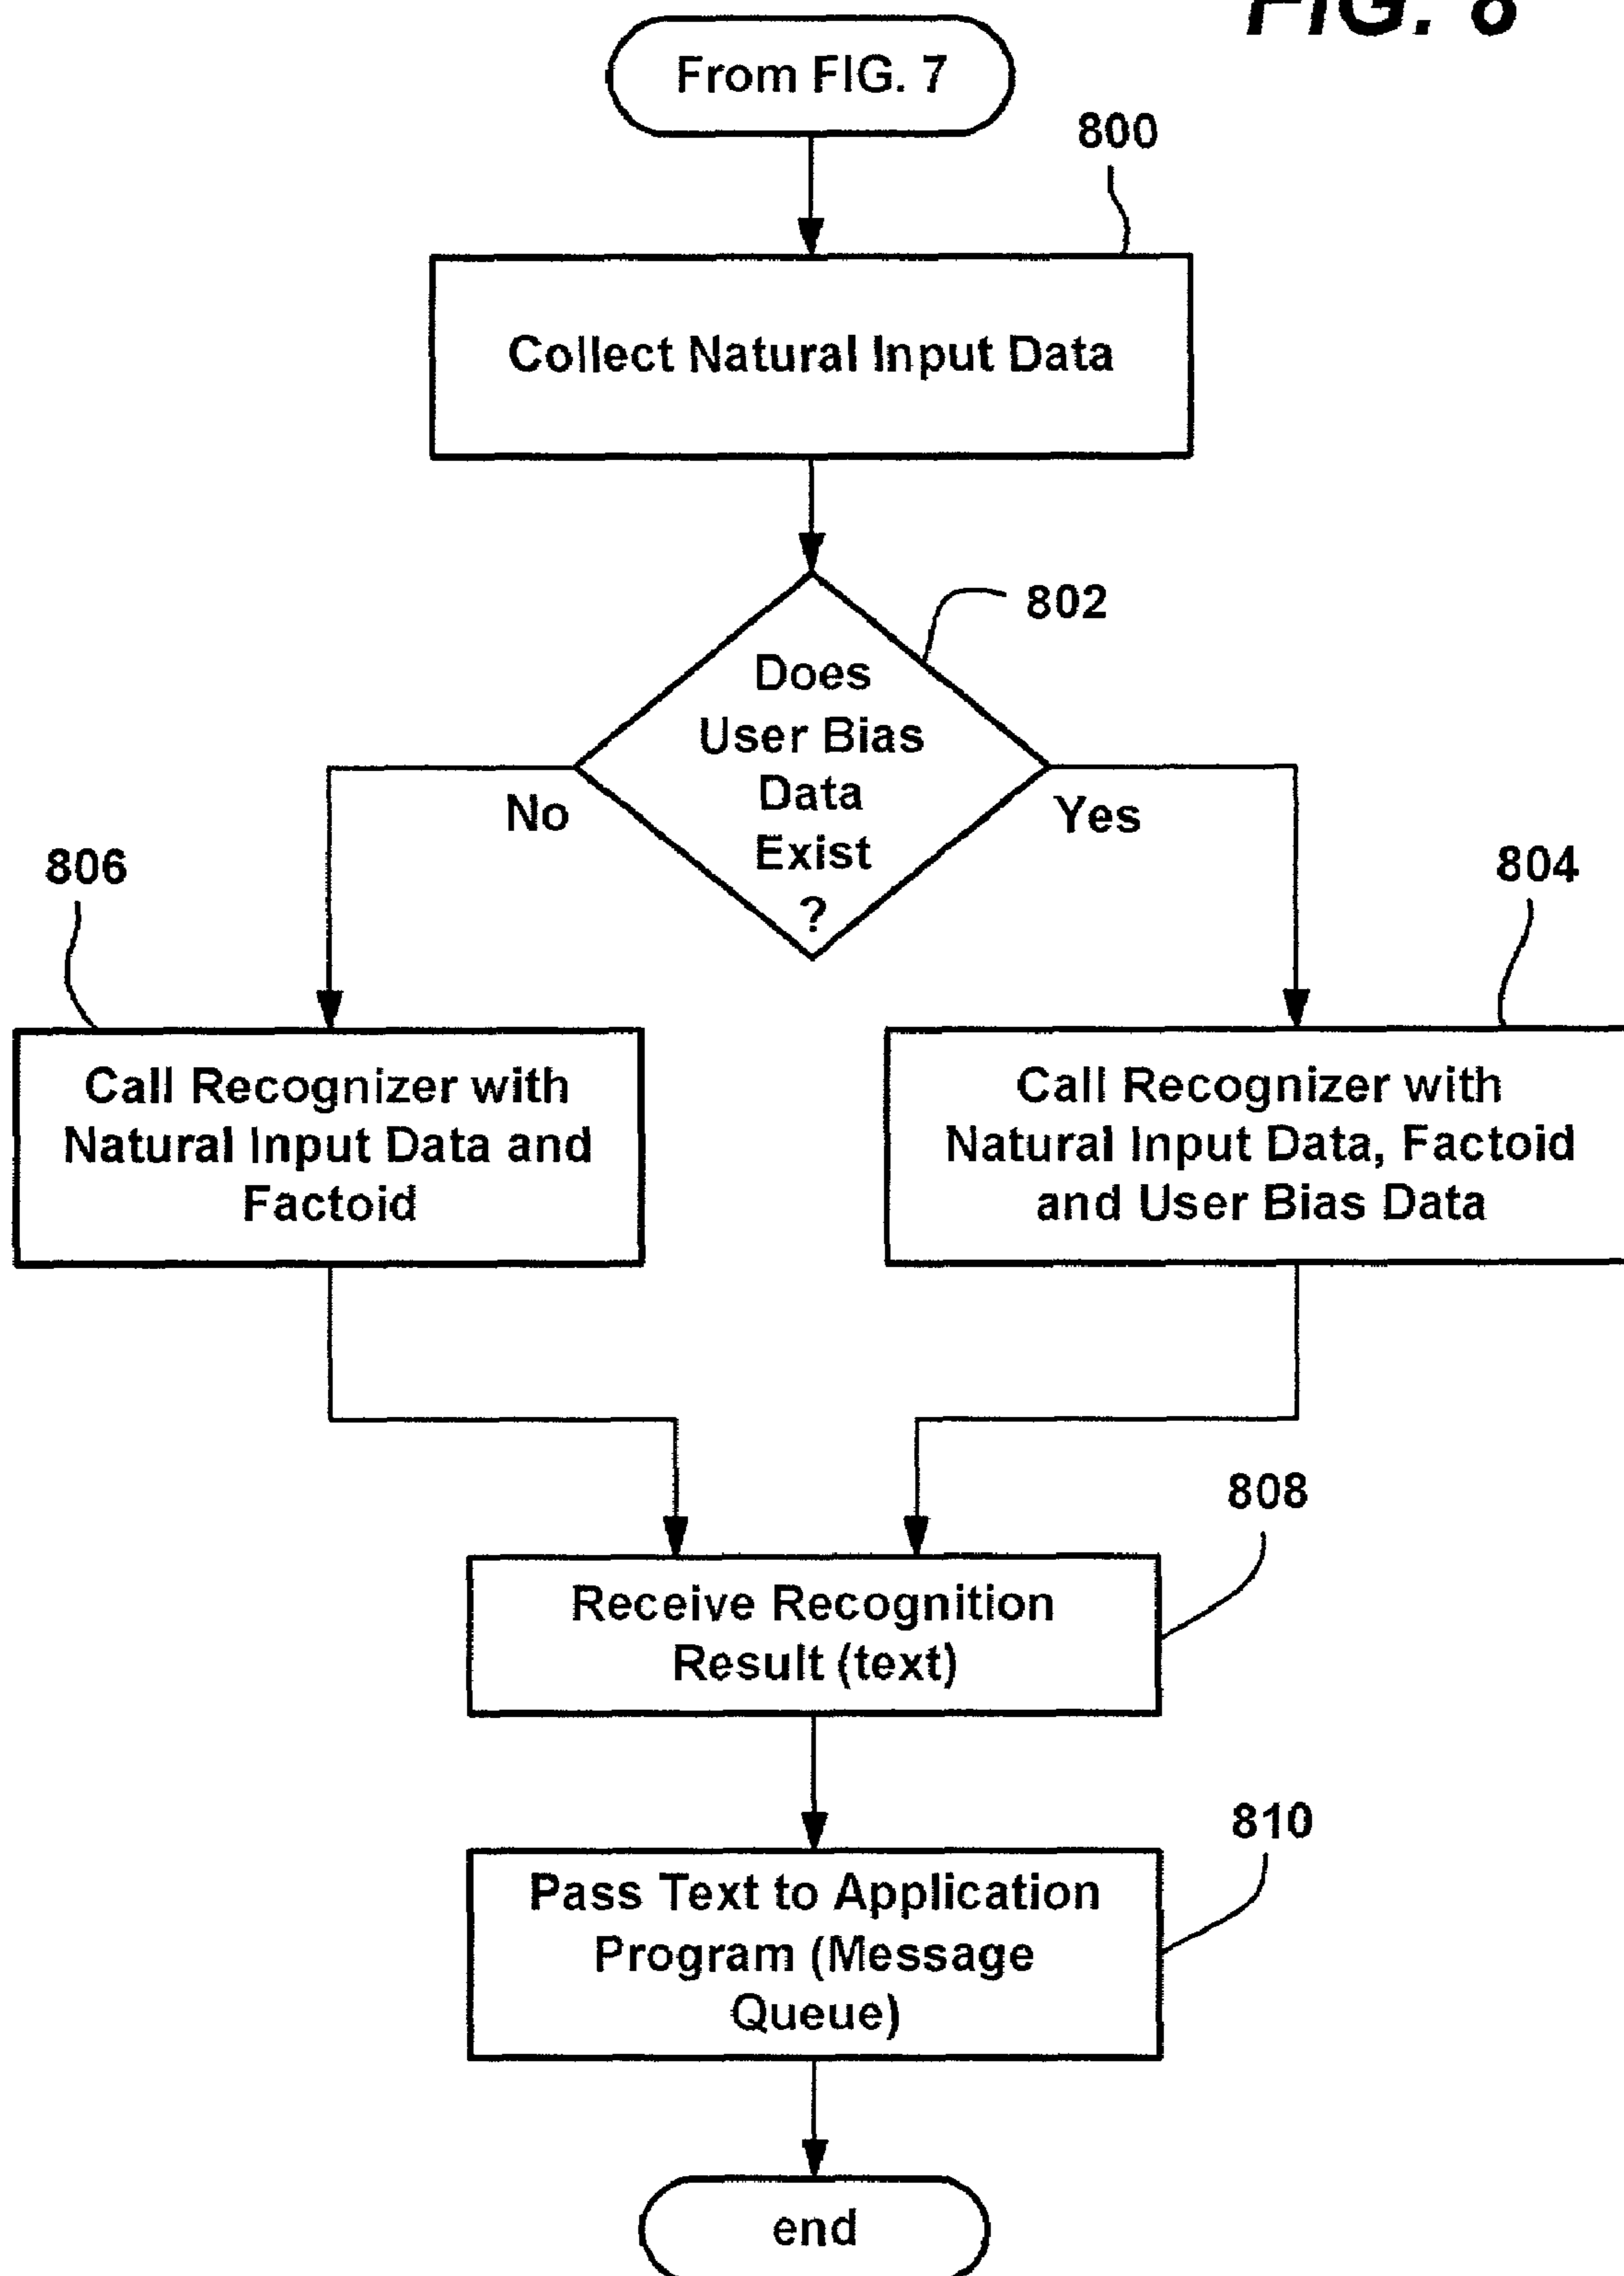 FIG. 8
From FIG. 7
800
Collect Natural Input Data
802
Does
User Bias
Data
Exist
?
No
Yes
806
804
Call Recognizer with
Natural Input Data and
Factoid
Call Recognizer with
Natural Input Data, Factoid
and User Bias Data
808
Receive Recognition
Result (text)
810
Pass Text to Application
Program (Message
Queue)
end